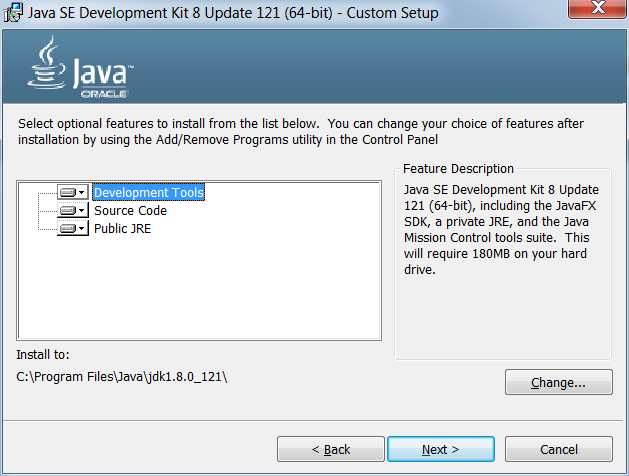 Java SE Development Kit 8 Update 121 (64-bit) - Custom Setup
Java™
ORACLE
Select optional features to install from the list below. You can change your choice of features after
installation by using the Add/Remove Programs utility in the Control Panel
Development Tools
Source Code
Public JRE
Feature Description
Java SE Development Kit 8 Update
121 (64-bit), including the JavaFX
SDK, a private JRE, and the Java
Mission Control tools suite. This
will require 180MB on your hard
drive.
Install to:
C:\Program Files\Java\jdk1.8.0_121\
Change...
< Back
Next >
Cancel